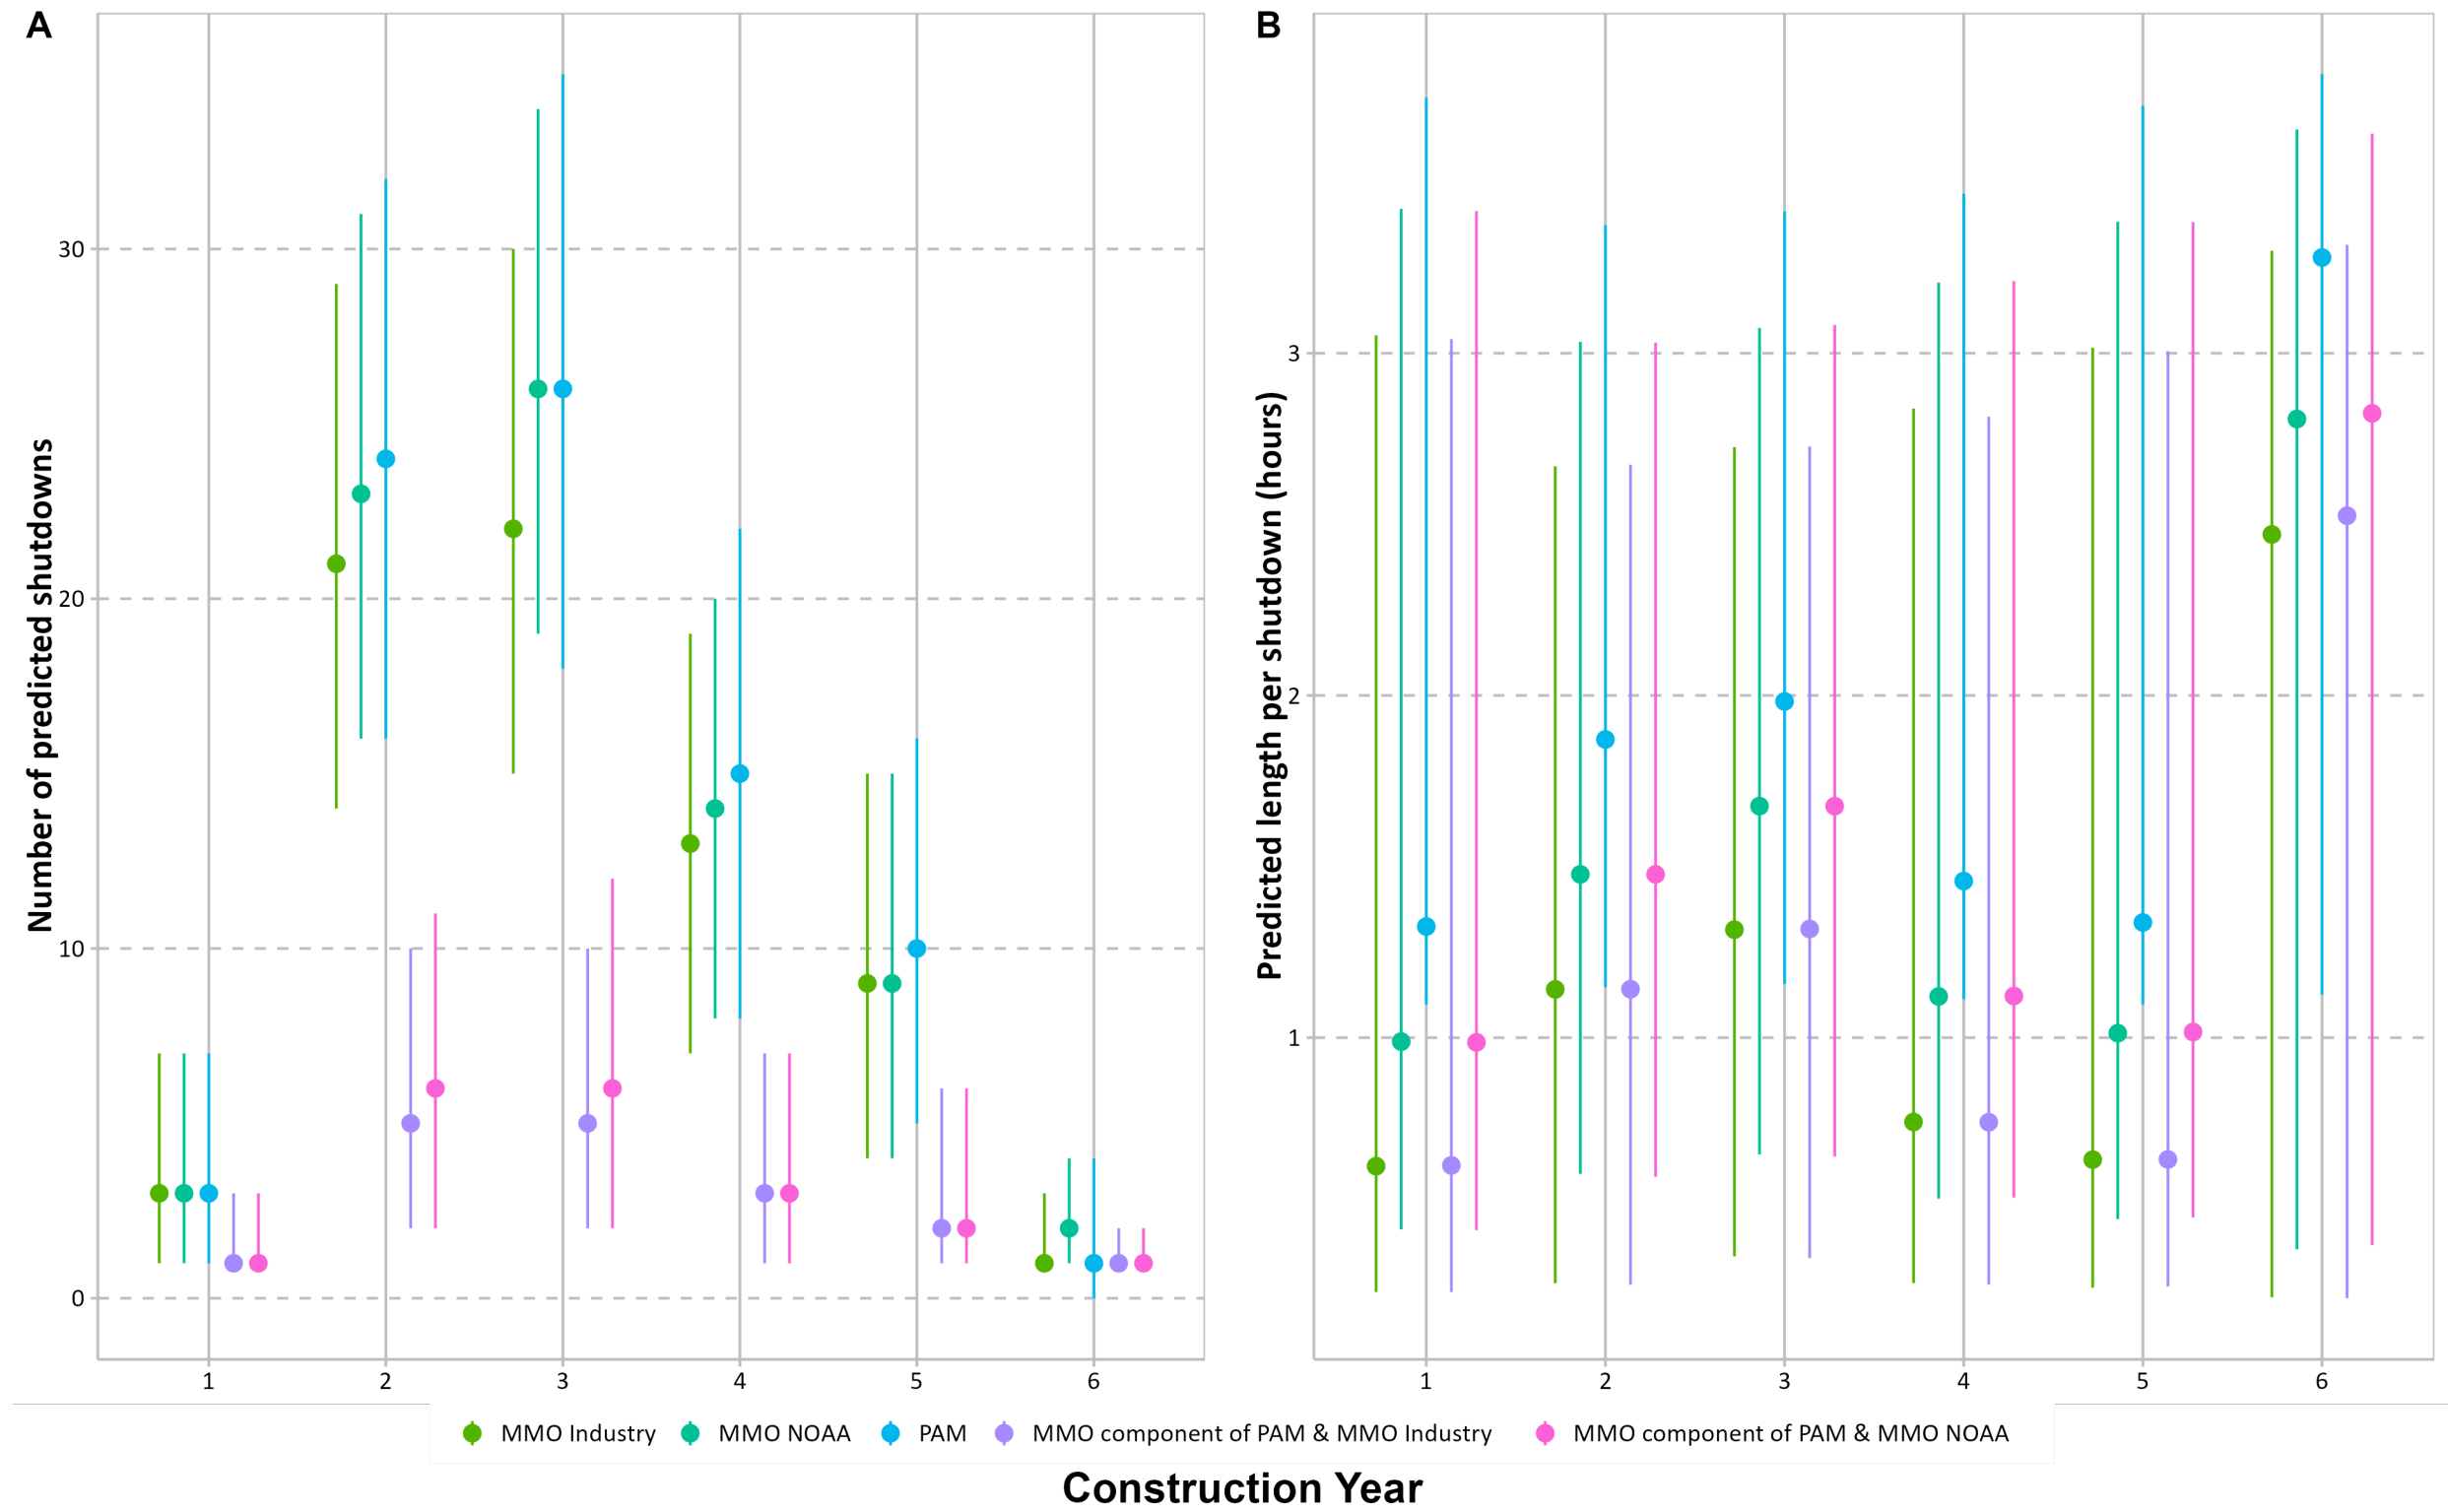 A
Number of predicted shutdowns
30
20
10
0
1 2 3 4 5 6
B
Predicted length per shutdown (hours)
3
2
1
1 2 3 4 5 6
MMO Industry MMO NOAA PAM MMO component of PAM & MMO Industry MMO component of PAM & MMO NOAA
Construction Year